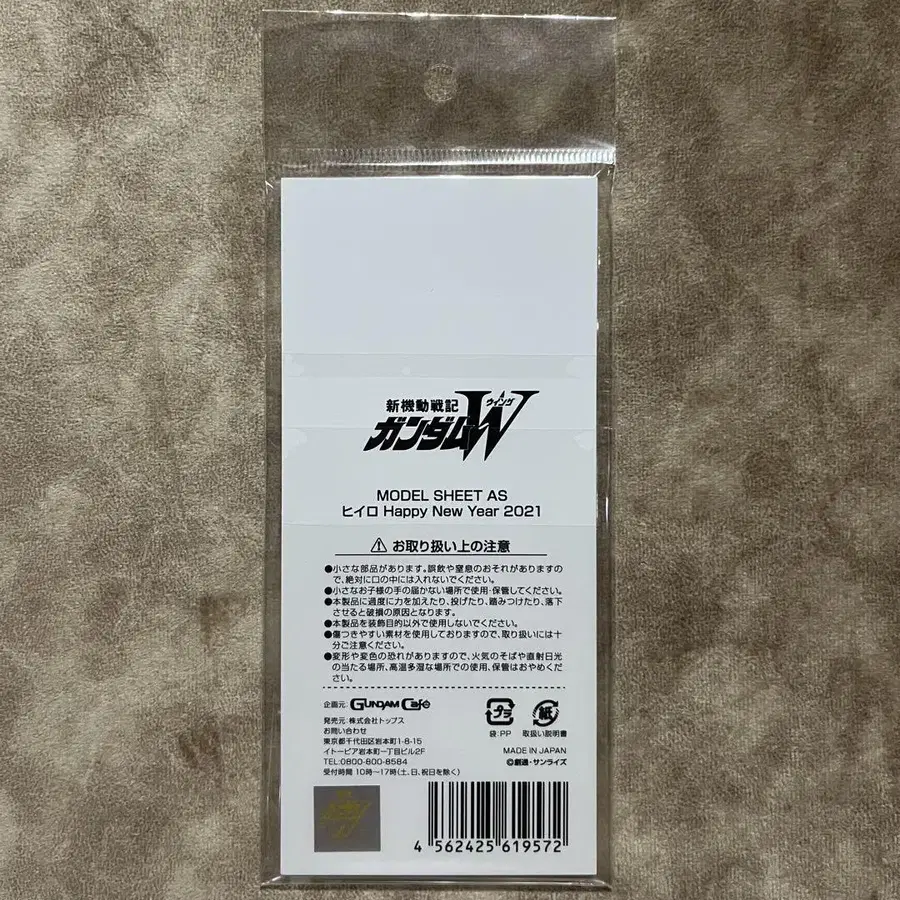 新機動戦記
ウイング
ガンダムW
MODEL SHEET AS
ヒイロ Happy New Year 2021
お取り扱い上の注意
●小さな部品があります。誤飲や窒息のおそれがありますの
で、絶対に口の中には入れないでください。
●小さなお子様の手の届かない場所で使用・保管してください。
●本製品に過度に力を加えたり、投げたり、踏みつけたり、落下
させると破損の原因となります。
●本製品を装飾目的以外で使用しないでください。
●傷つきやすい素材を使用しておりますので、取り扱いには十
分ご注意ください。
●変形や変色の恐れがありますので、火気のそばや直射日光
の当たる場所、高温多湿な場所での使用、保管はおやめくだ
さい。
企画元: GUNDAM Café
発売元: 株式会社トップス
お問い合わせ
東京都千代田区岩本町1-8-15
イトーピア岩本町一丁目ビル2F
TEL:0800-800-8584
受付時間 10時〜17時(土、日、祝日を除く)
プラ
袋:PP
紙
取扱い説明書
MADE IN JAPAN
©創通・サンライズ
4 562425 619572